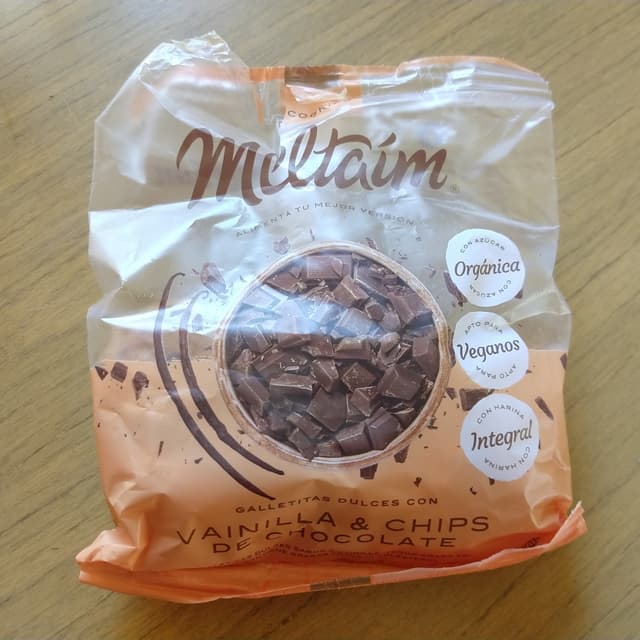 Meltaím
ALIMENTÁ TU MEJOR VERSIÓN
CON AZÚCAR
Orgánica
CON AZÚCAR
APTO PARA
Veganos
APTO PARA
CON HARINA
Integral
CON HARINA
GALLETITAS DULCES CON
VAINILLA & CHIPS
DE CHOCOLATE